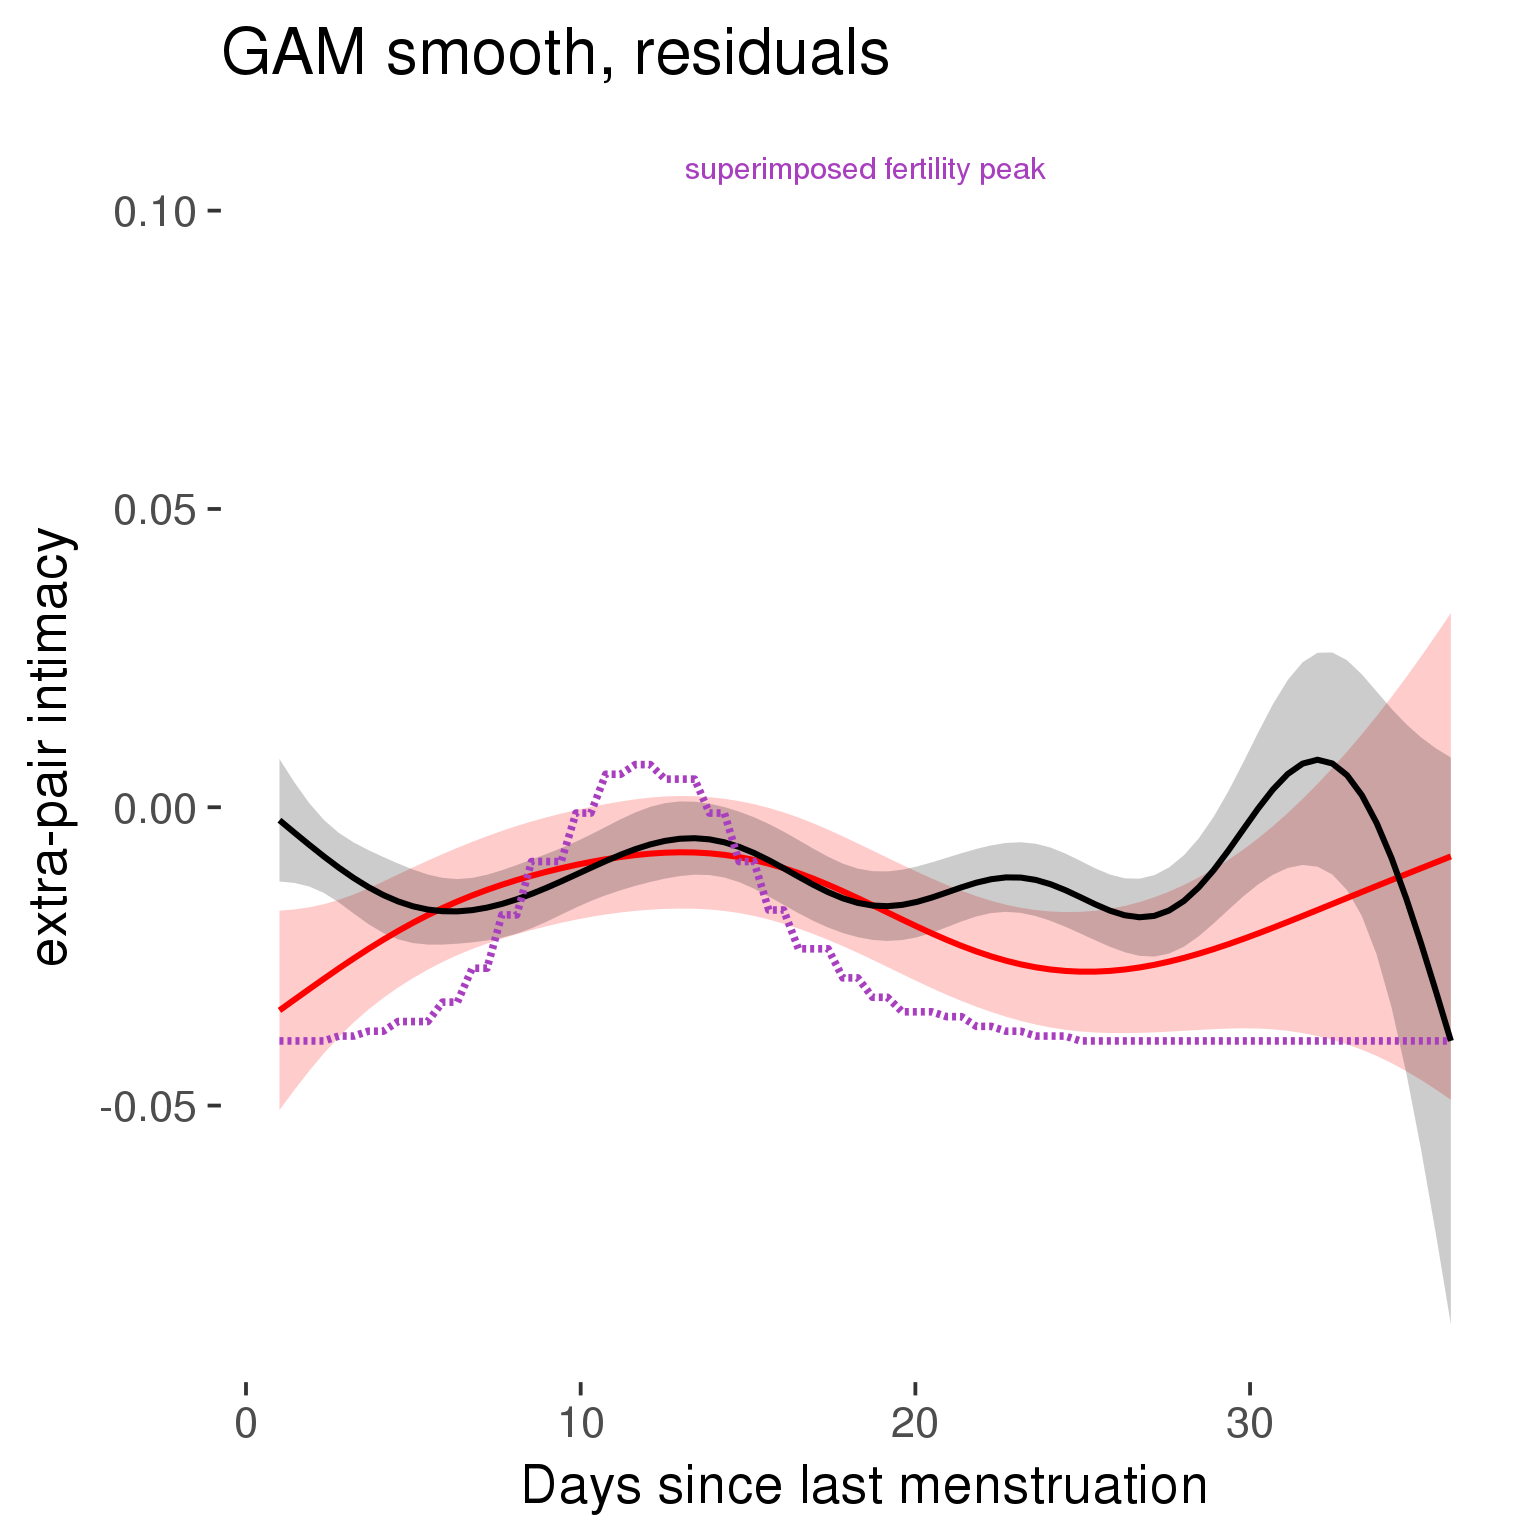 GAM smooth, residuals
superimposed fertility peak
0.10
0.05
0.00
-0.05
extra-pair intimacy
0 10 20 30
Days since last menstruation